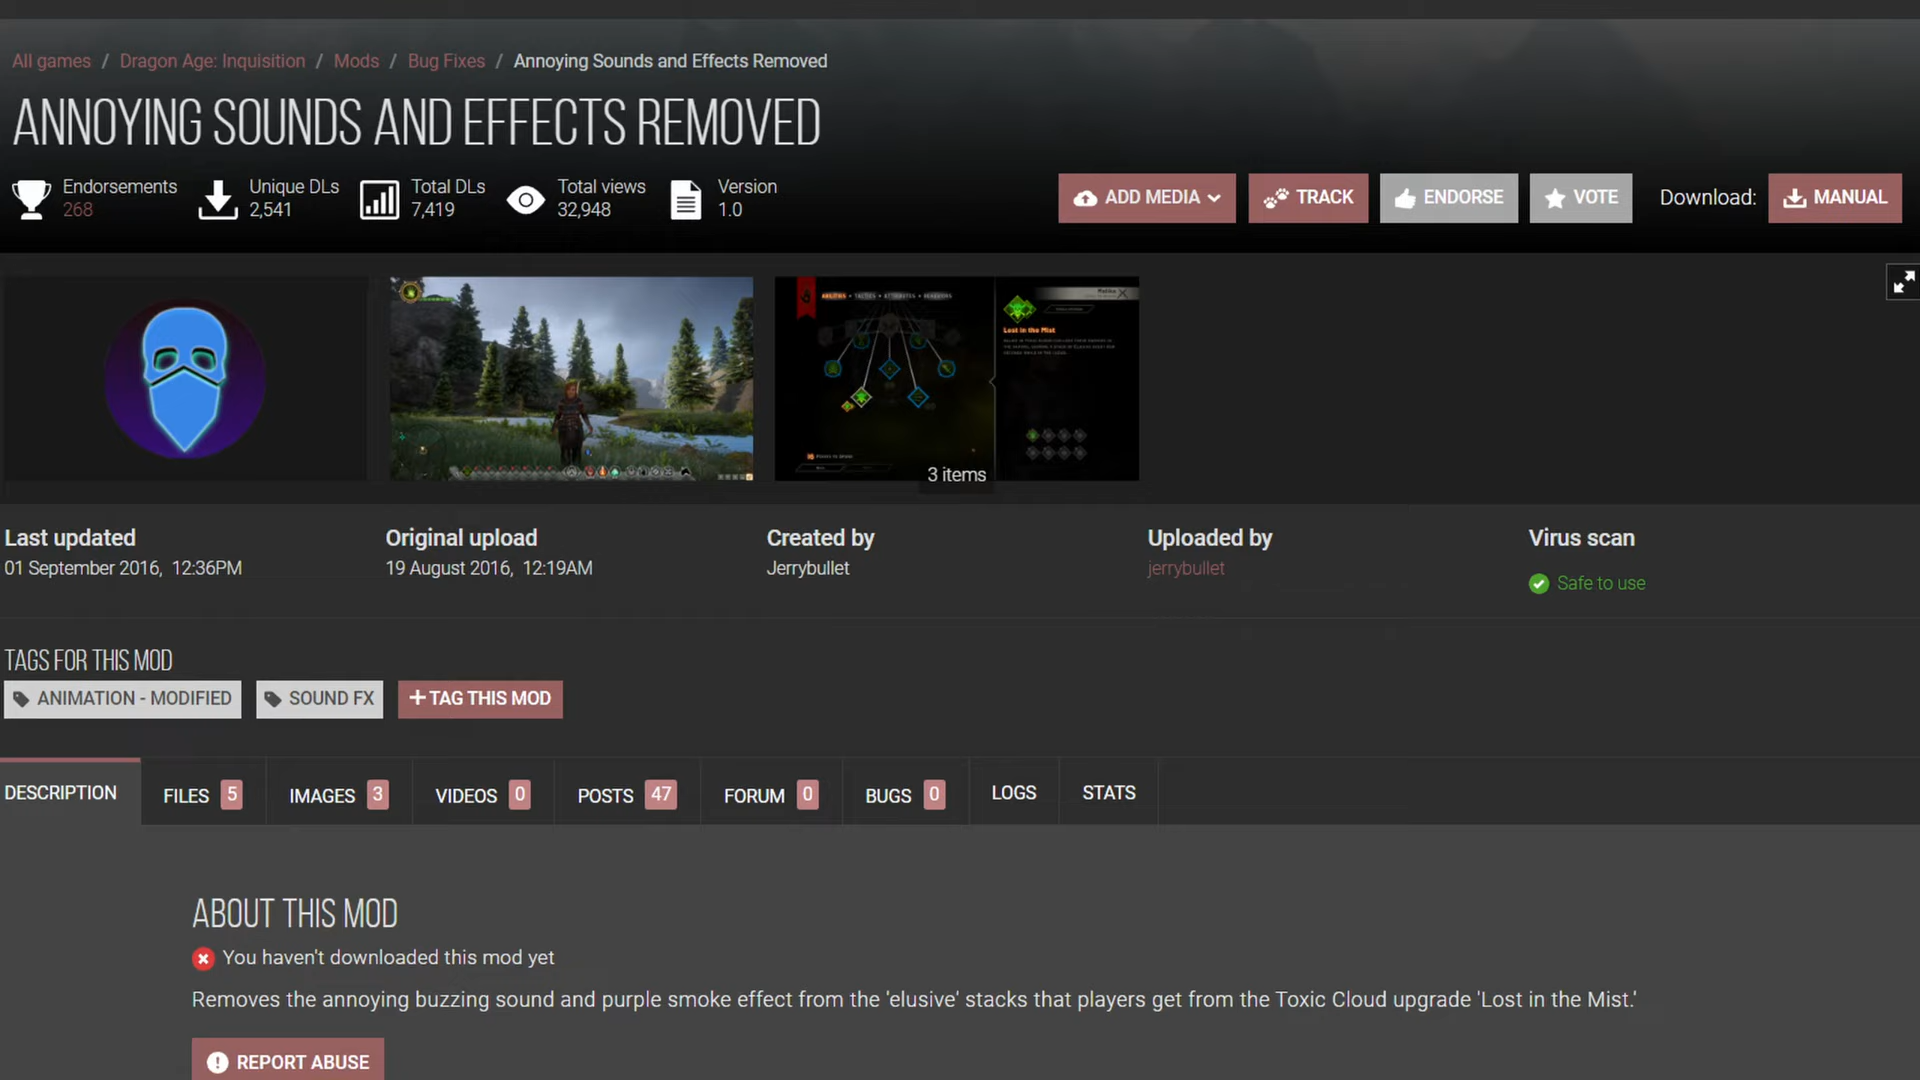 All games / Dragon Age: Inquisition / Mods / Bug Fixes / Annoying Sounds and Effects Removed
ANNOYING SOUNDS AND EFFECTS REMOVED
Endorsements
268
Unique DLs
2,541
Total DLs
7,419
Total views
32,948
Version
1.0
ADD MEDIA
TRACK
ENDORSE
VOTE
Download:
MANUAL
Lost in the Mist
3 items
Last updated
01 September 2016, 12:36PM
Original upload
19 August 2016, 12:19AM
Created by
Jerrybullet
Uploaded by
jerrybullet
Virus scan
Safe to use
TAGS FOR THIS MOD
ANIMATION - MODIFIED
SOUND FX
+ TAG THIS MOD
DESCRIPTION
FILES 5
IMAGES 3
VIDEOS 0
POSTS 47
FORUM 0
BUGS 0
LOGS
STATS
ABOUT THIS MOD
You haven't downloaded this mod yet
Removes the annoying buzzing sound and purple smoke effect from the 'elusive' stacks that players get from the Toxic Cloud upgrade 'Lost in the Mist.'
REPORT ABUSE